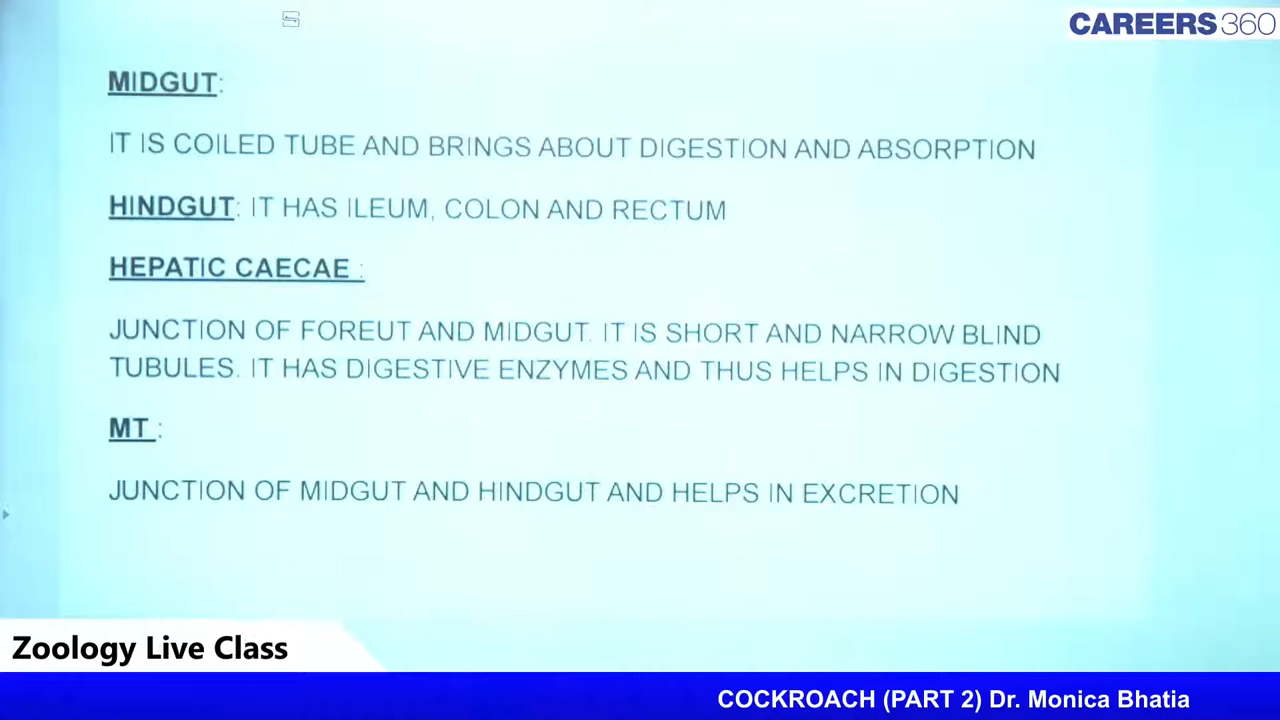 CAREERS360
MIDGUT:
IT IS COILED TUBE AND BRINGS ABOUT DIGESTION AND ABSORPTION
HINDGUT: IT HAS ILEUM, COLON AND RECTUM
HEPATIC CAECAE :
JUNCTION OF FOREUT AND MIDGUT. IT IS SHORT AND NARROW BLIND
TUBULES. IT HAS DIGESTIVE ENZYMES AND THUS HELPS IN DIGESTION
MT :
JUNCTION OF MIDGUT AND HINDGUT AND HELPS IN EXCRETION
Zoology Live Class
COCKROACH (PART 2) Dr. Monica Bhatia